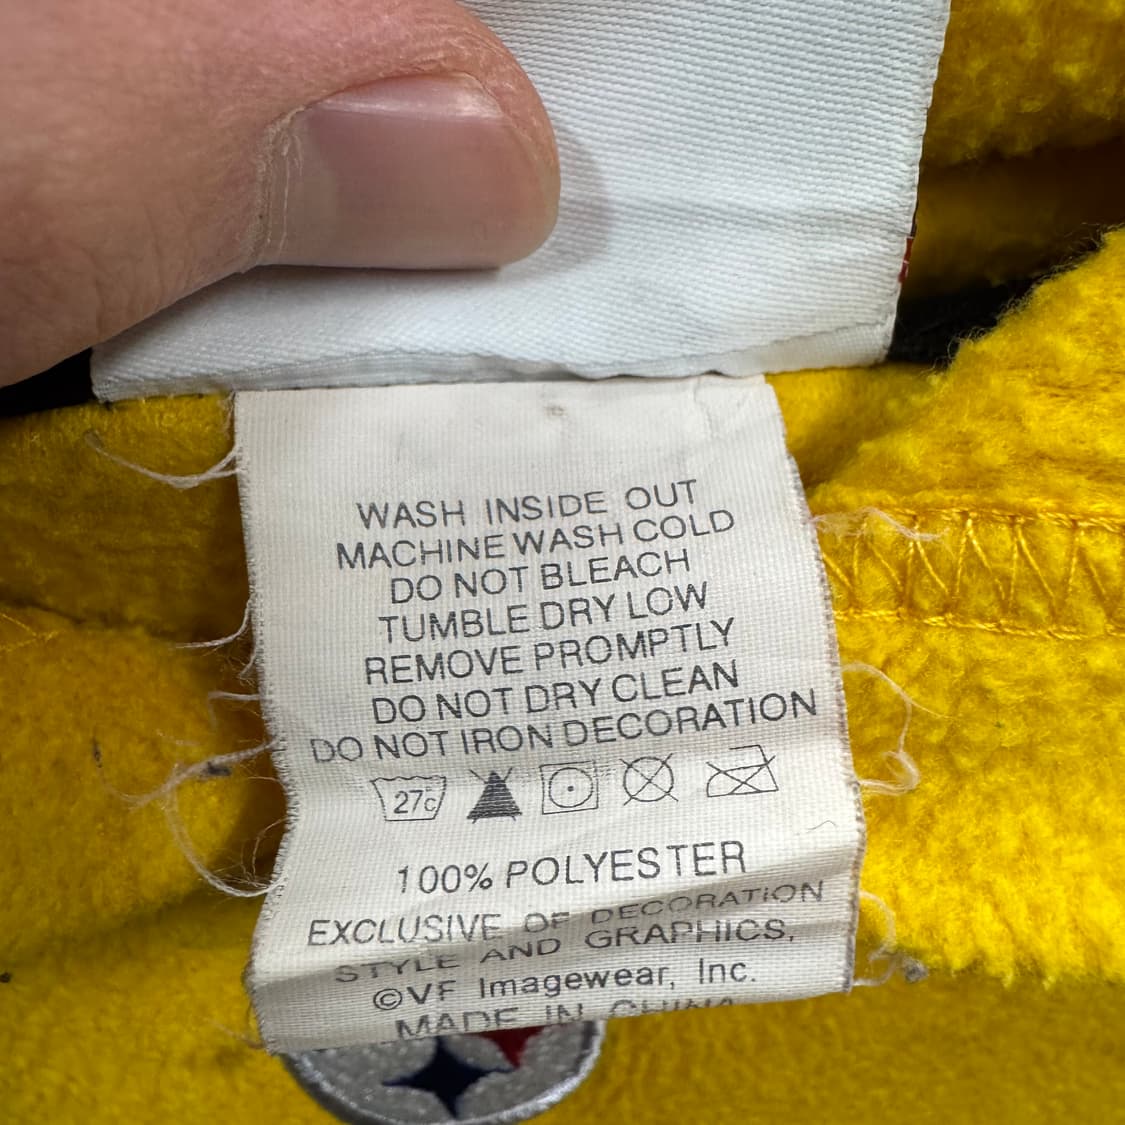 WASH INSIDE OUT
MACHINE WASH COLD
DO NOT BLEACH
TUMBLE DRY LOW
REMOVE PROMPTLY
DO NOT DRY CLEAN
DO NOT IRON DECORATION
27c
100% POLYESTER
EXCLUSIVE OF DECORATION
STYLE AND GRAPHICS,
©VF Imagewear, Inc.
MADE IN CHINA